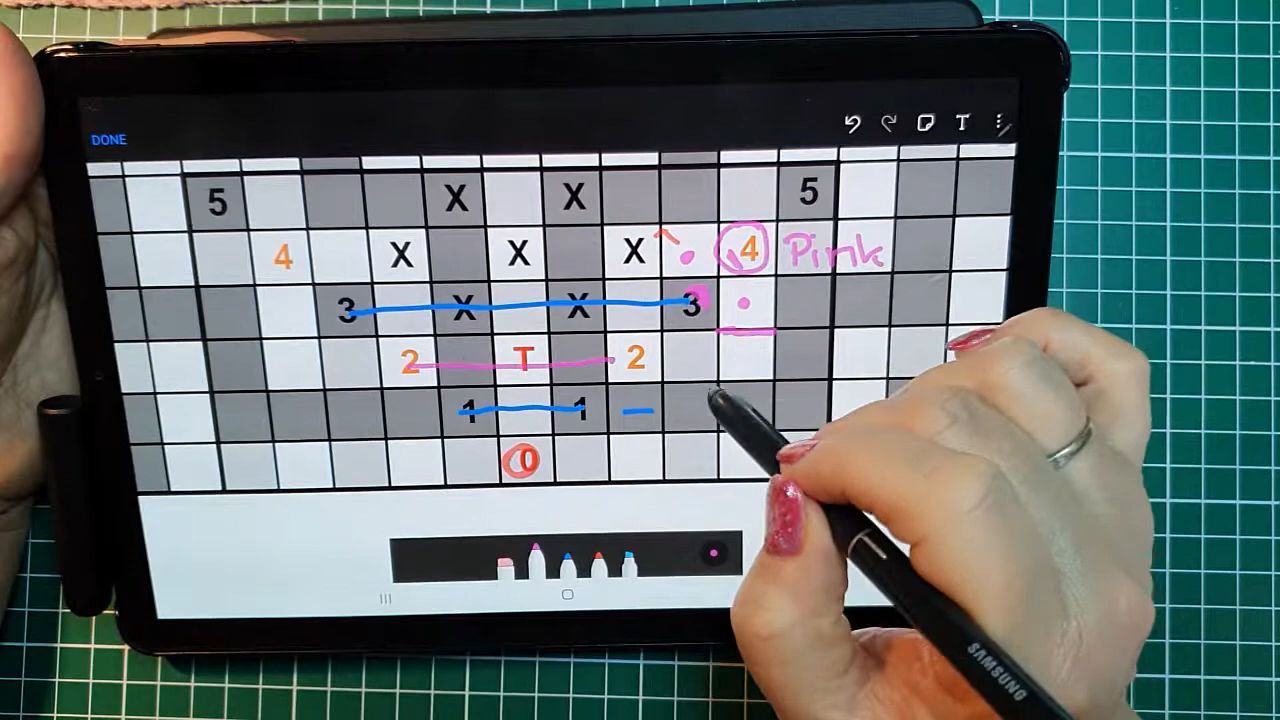 DONE T
5 X X 5
4 X X X 4 Pink
3 X X 3
2 T 2
1 1
0
SAMSUNG